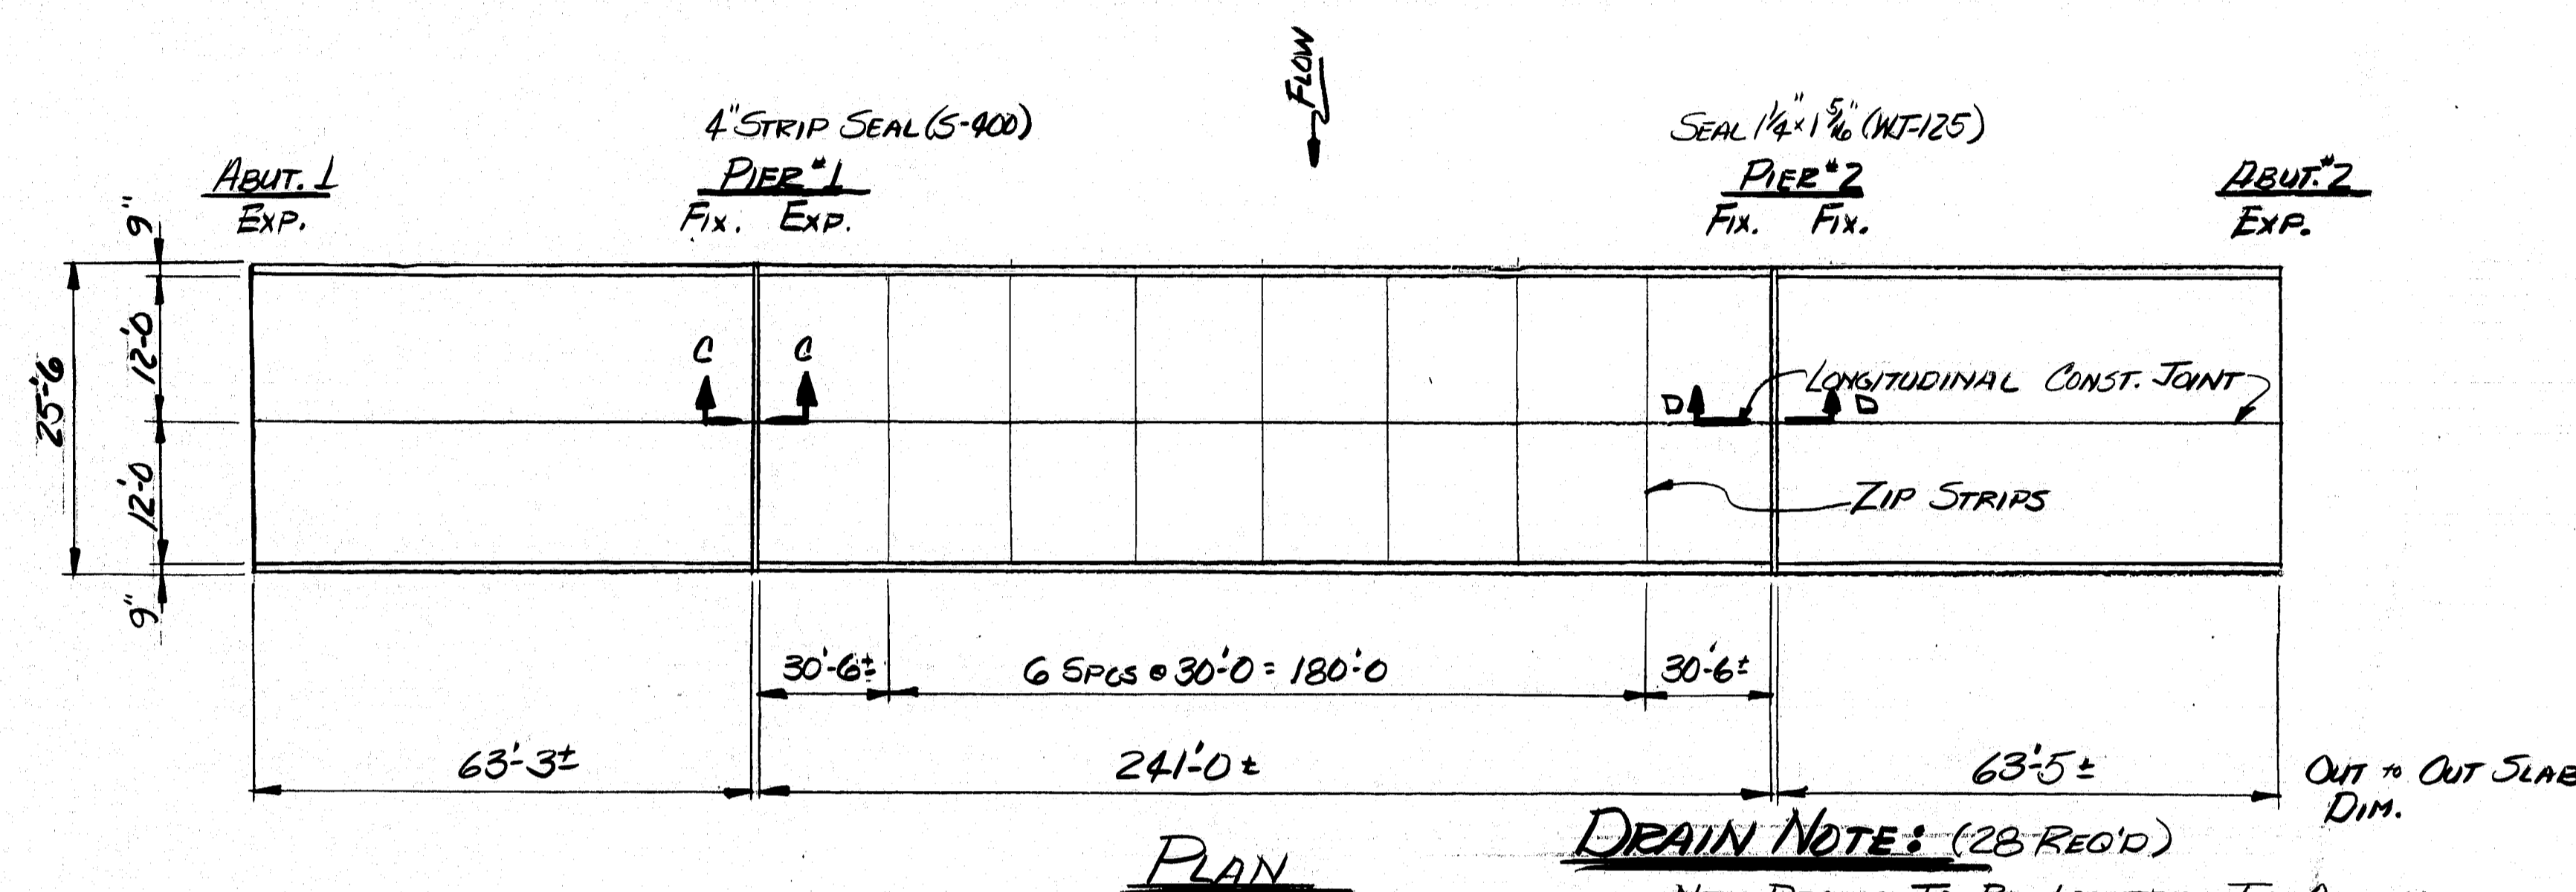 FLOW
4" STRIP SEAL (S-400)
SEAL 1 1/4" x 1 5/16" (WJ-125)
ABUT. 1
PIER #1
PIER #2
ABUT. #2
EXP.
FIX. EXP.
FIX. FIX.
EXP.
9"
12'-0
25'-6
12'-0
9"
C C
D D
LONGITUDINAL CONST. JOINT
ZIP STRIPS
30'-6±
6 SPCS @ 30'-0 = 180'-0
30'-6±
63'-3±
241'-0±
63'-5±
OUT TO OUT SLAB
DIM.
PLAN
DRAIN NOTE: (28 REQ'D)